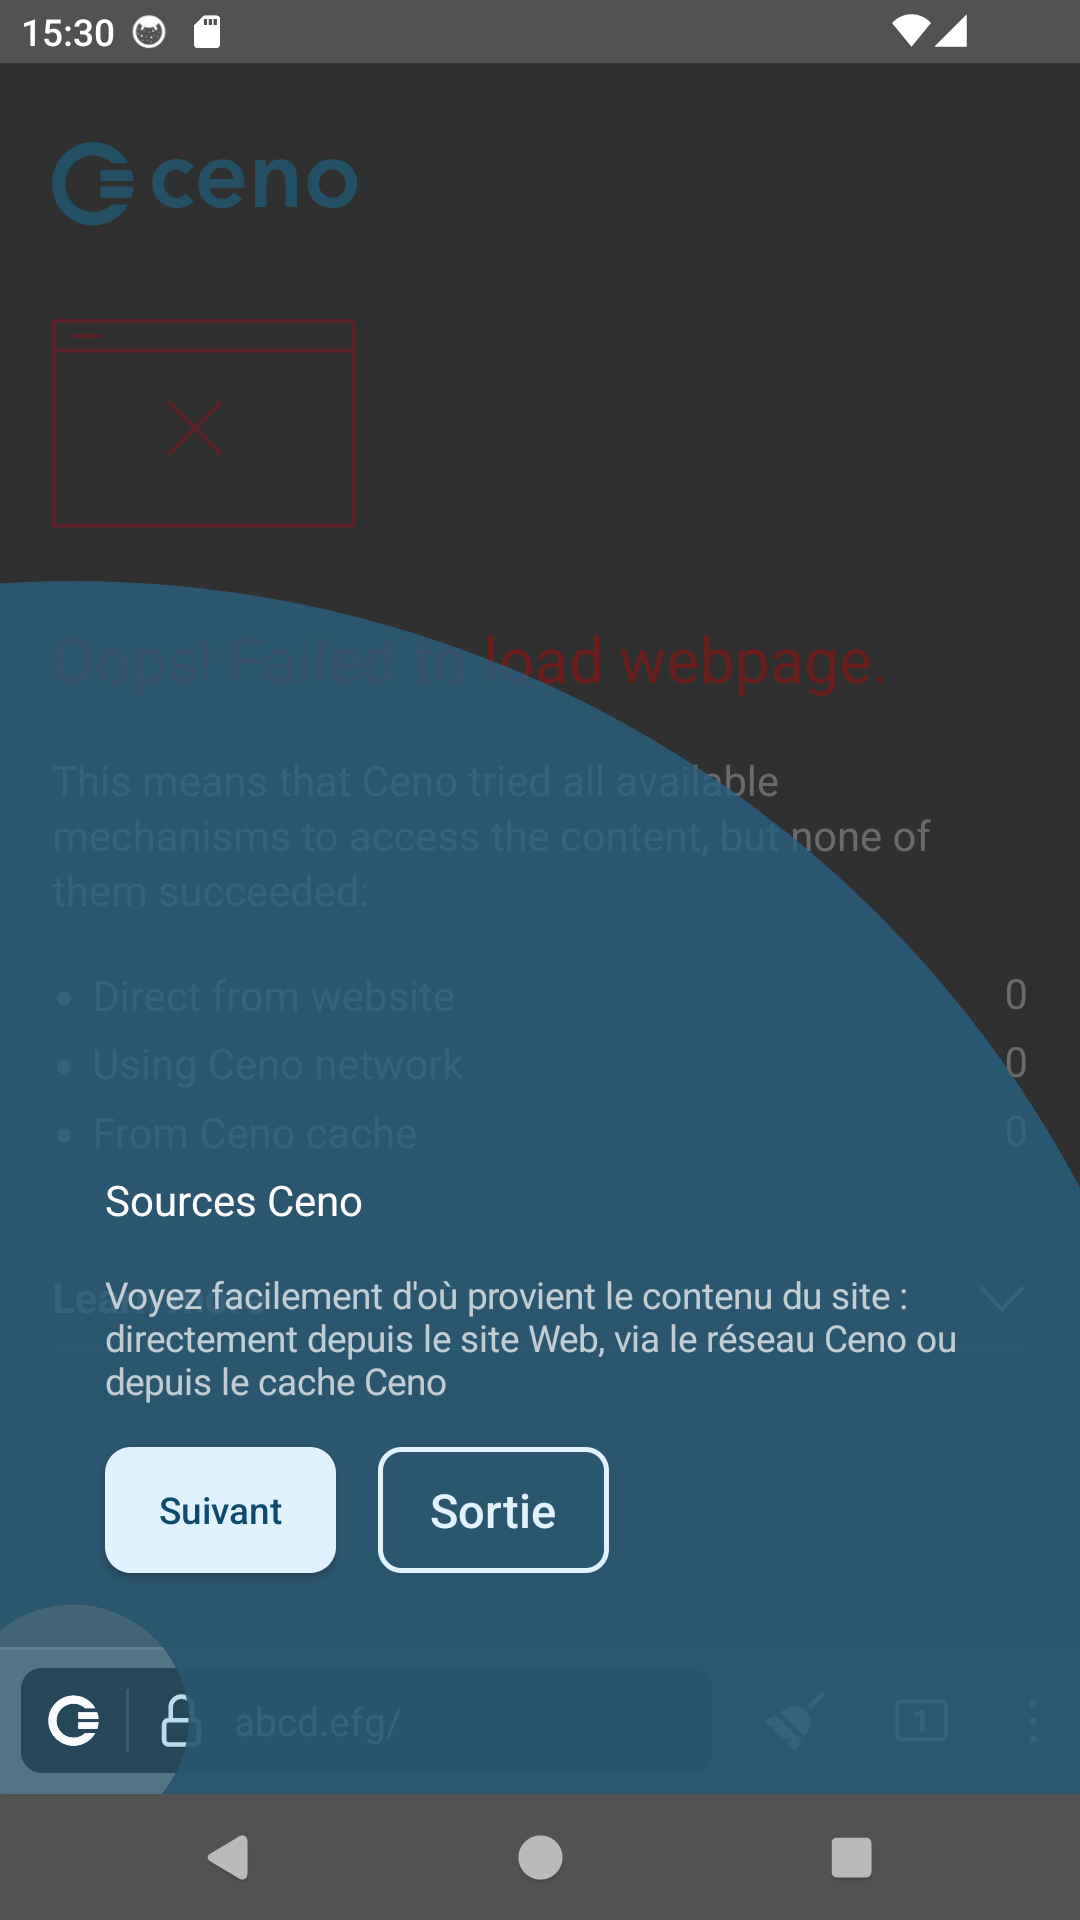 15:30
ceno
Oops! Failed to load webpage.
This means that Ceno tried all available
mechanisms to access the content, but none of
them succeeded:
Direct from website 0
Using Ceno network 0
From Ceno cache 0
Sources Ceno
Voyez facilement d'où provient le contenu du site :
directement depuis le site Web, via le réseau Ceno ou
depuis le cache Ceno
Suivant Sortie
abcd.efg/ 1